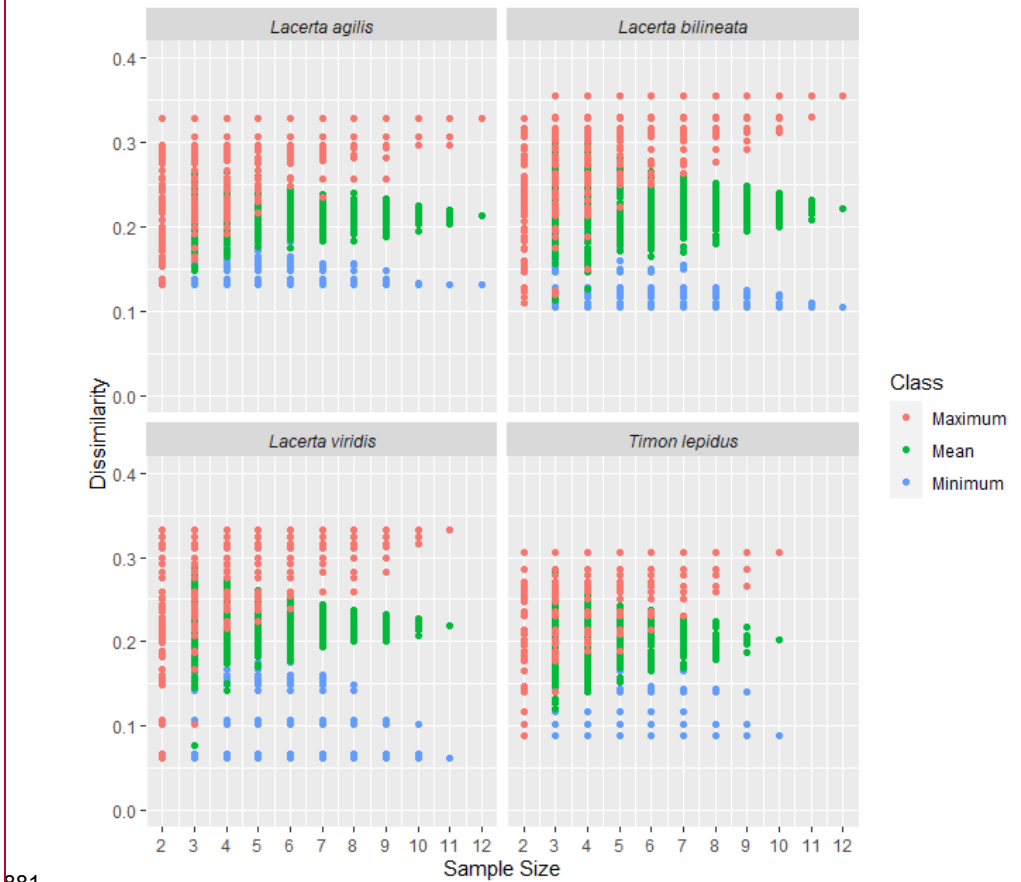 Lacerta agilis Lacerta bilineata
0.4
0.3
0.2
0.1
0.0
Lacerta viridis Timon lepidus
0.4
0.3
0.2
0.1
0.0
Dissimilarity
2 3 4 5 6 7 8 9 10 11 12 2 3 4 5 6 7 8 9 10 11 12
Sample Size
Class
Maximum
Mean
Minimum
881